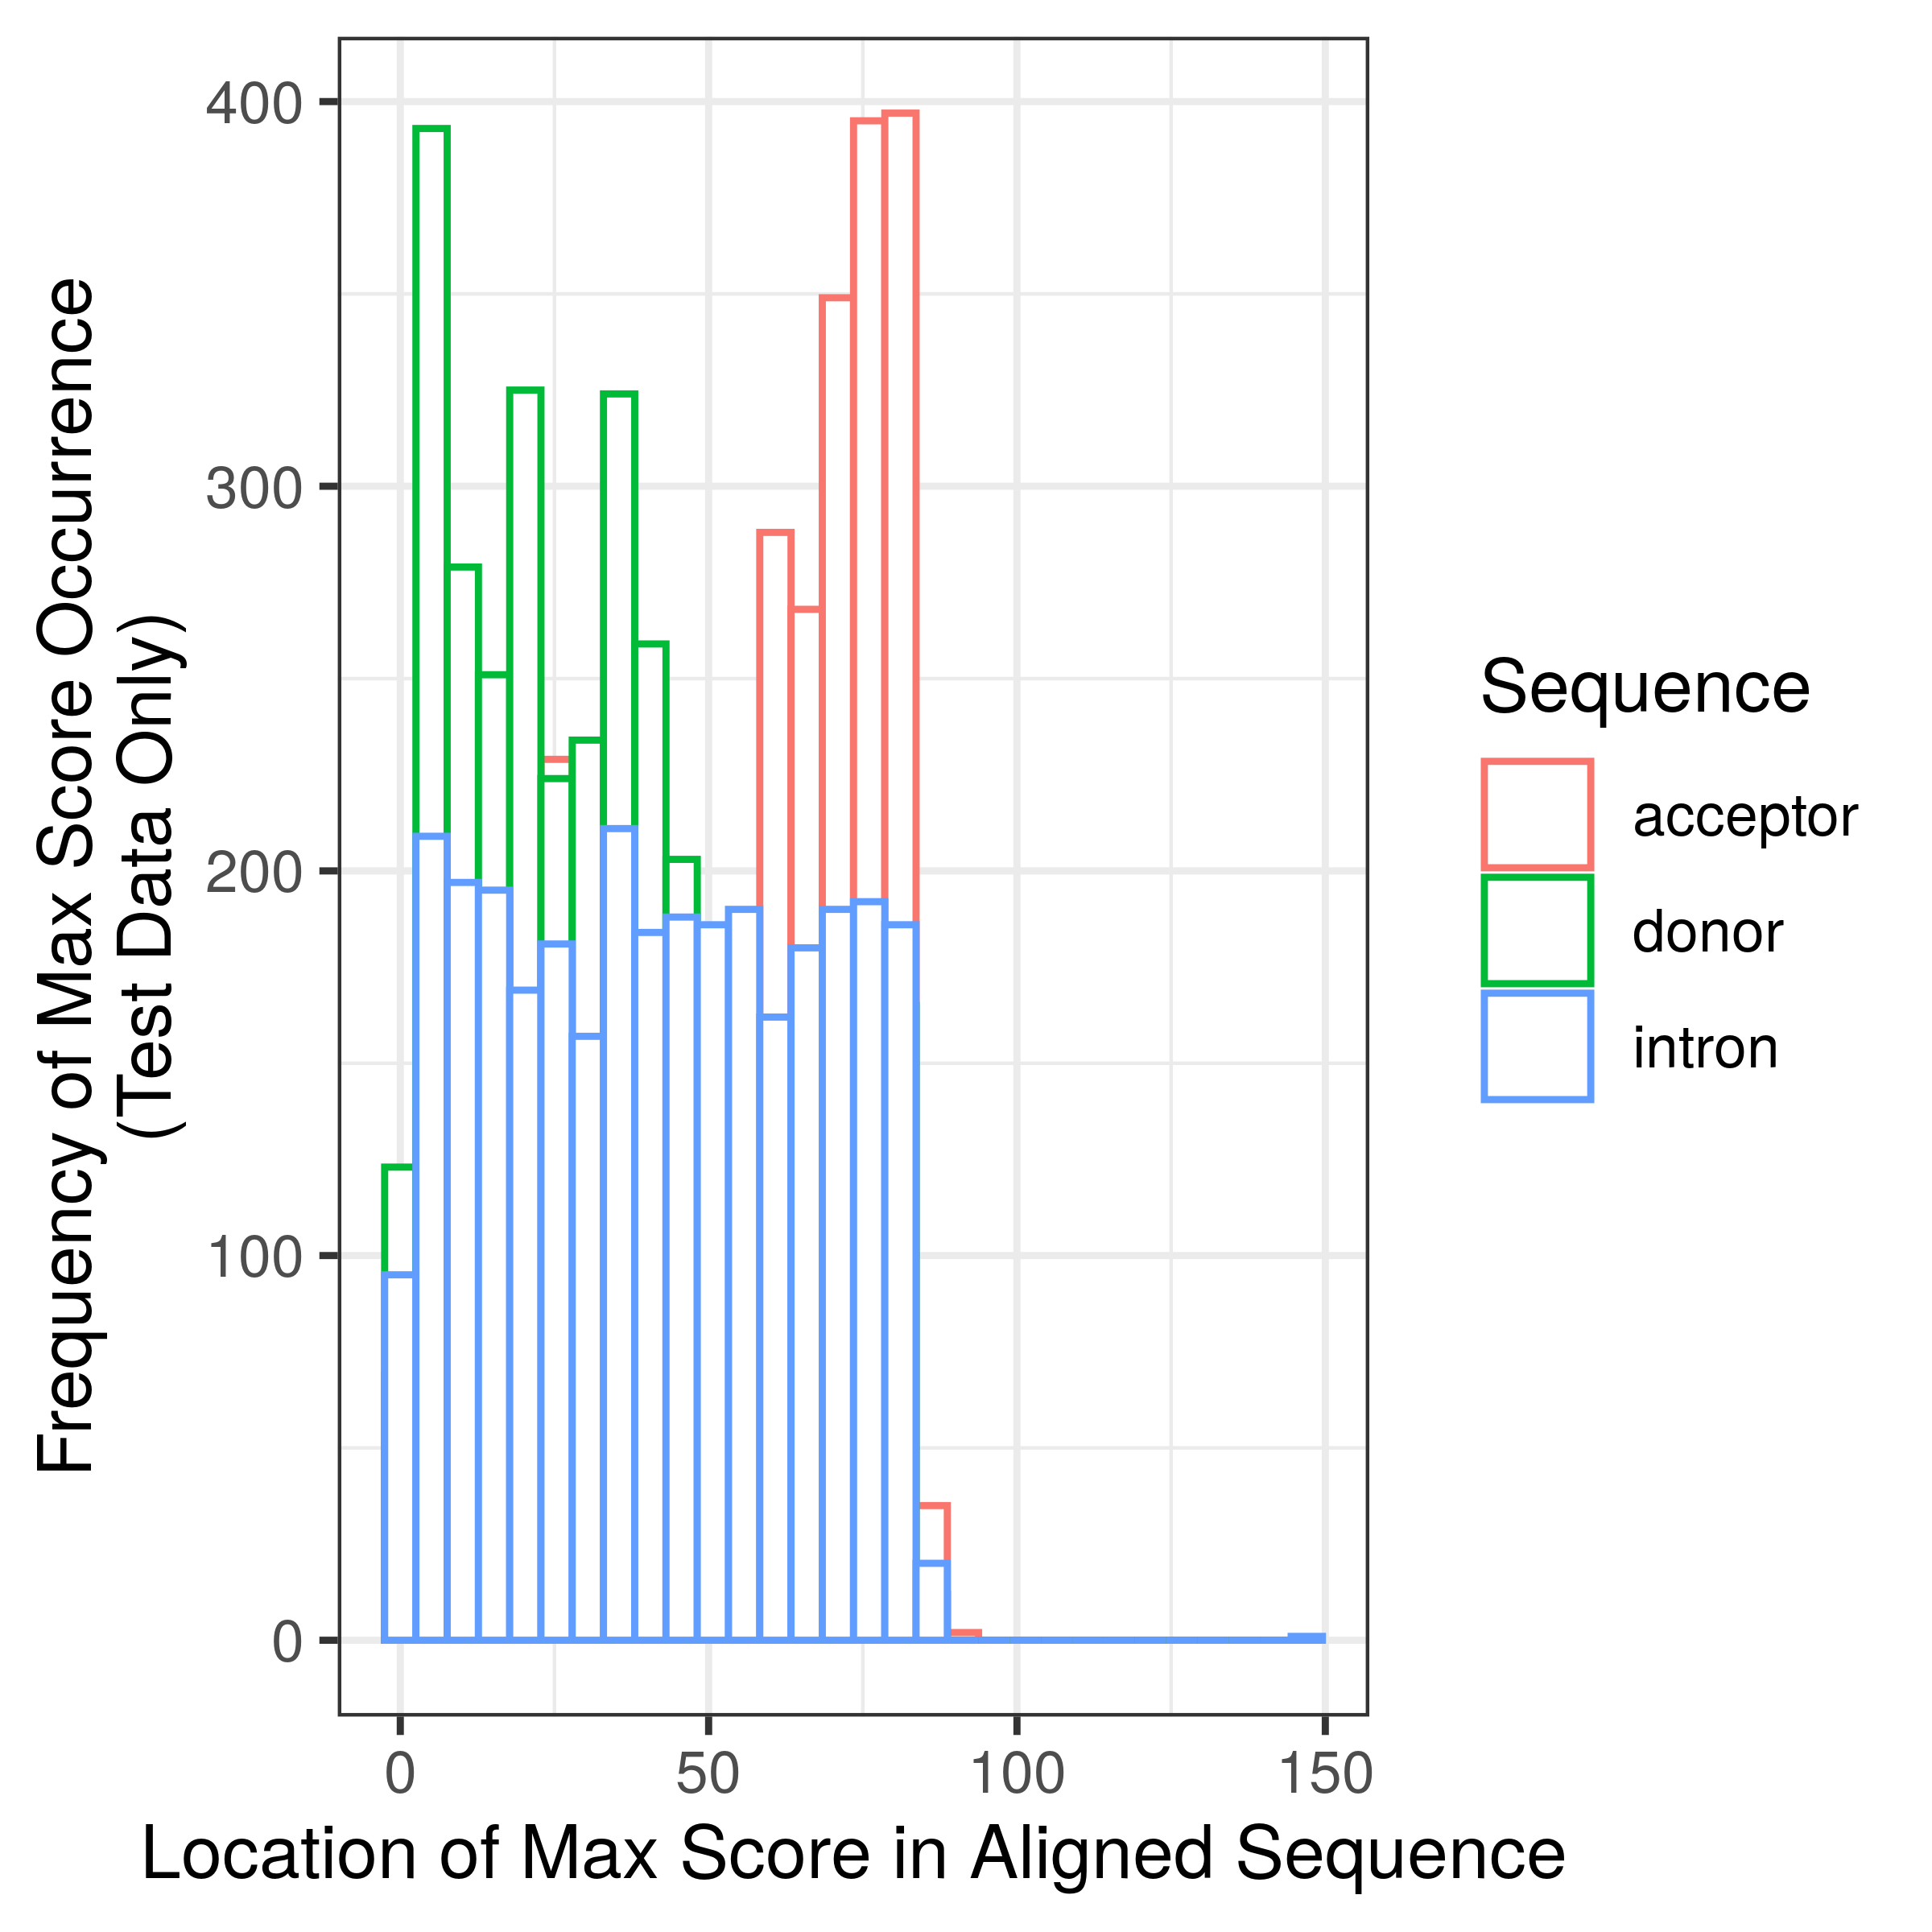 Frequency of Max Score Occurrence
(Test Data Only)
400
300
200
100
0
0
50
100
150
Location of Max Score in Aligned Sequence
Sequence
acceptor
donor
intron